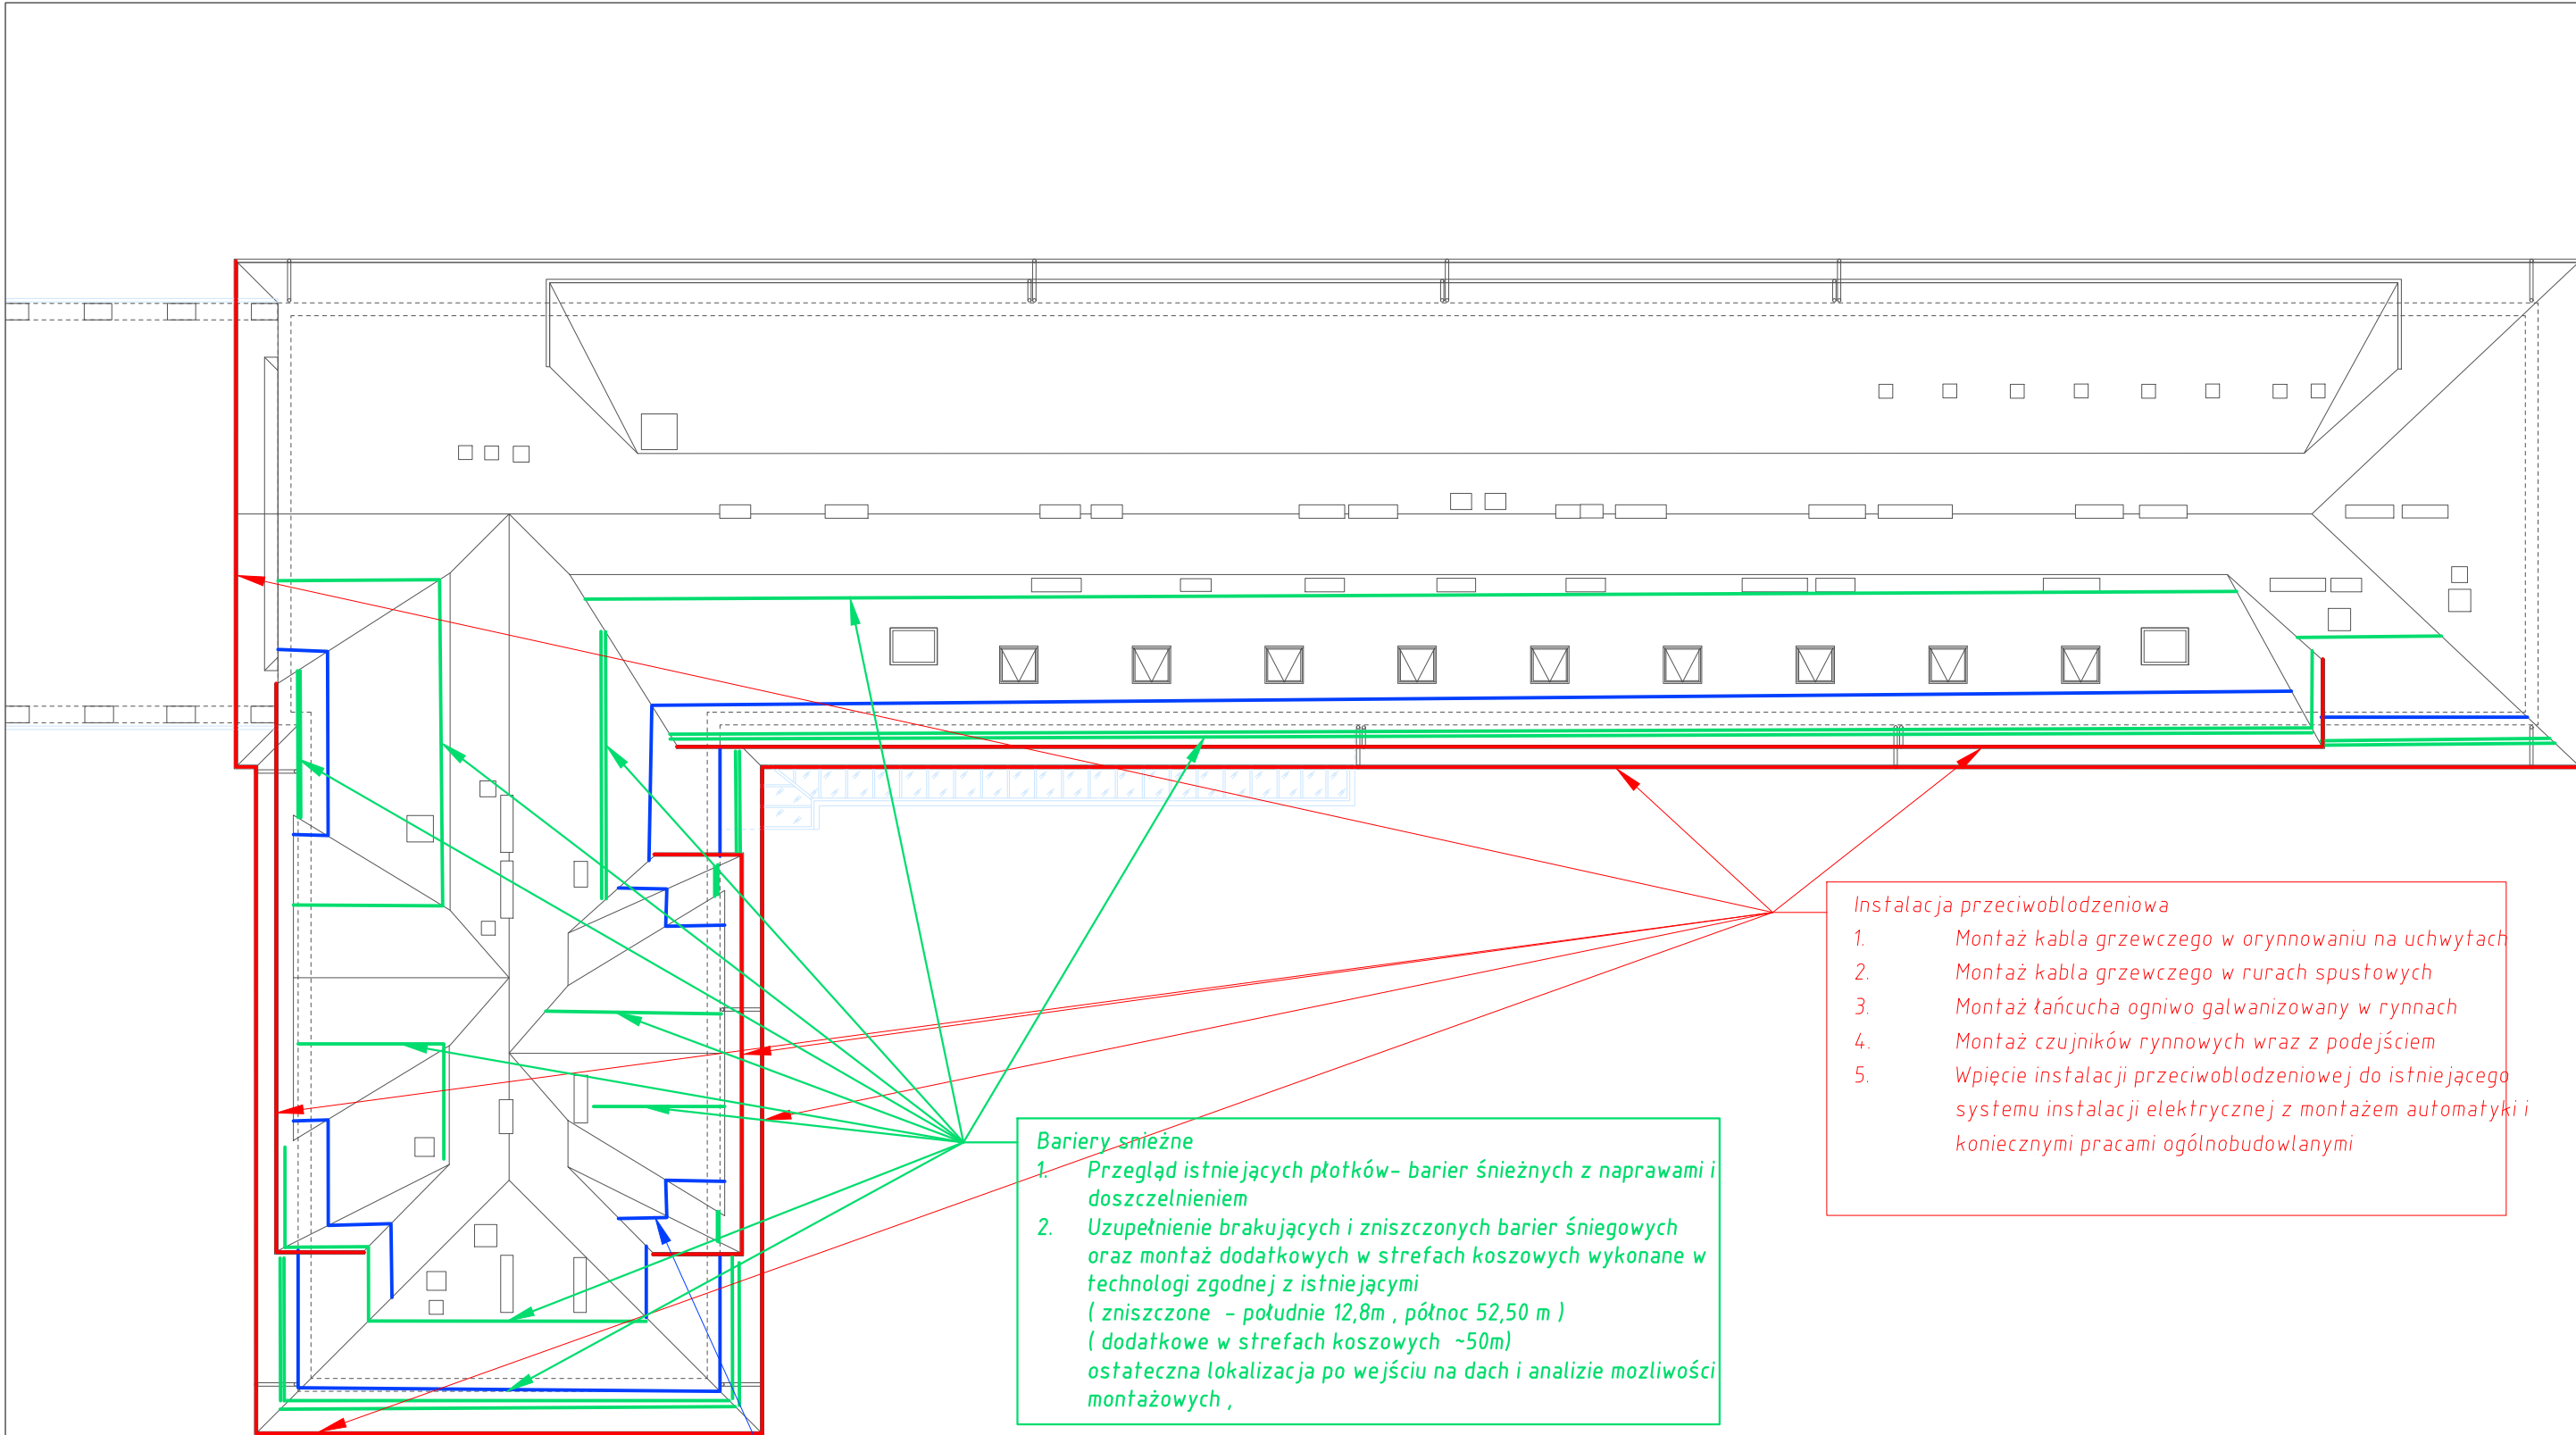 Instalacja przeciwoblodzeniowa
1. Montaż kabla grzewczego w orynnowaniu na uchwytach
2. Montaż kabla grzewczego w rurach spustowych
3. Montaż łańcucha ogniwo galwanizowany w rynnach
4. Montaż czujników rynnowych wraz z podejściem
5. Wpięcie instalacji przeciwoblodzeniowej do istniejącego
systemu instalacji elektrycznej z montażem automatyki i
koniecznymi pracami ogólnobudowlanymi
Bariery snieżne
1. Przegląd istniejących płotków- barier śnieżnych z naprawami i
doszczelnieniem
2. Uzupełnienie brakujących i zniszczonych barier śniegowych
oraz montaż dodatkowych w strefach koszowych wykonane w
technologi zgodnej z istniejącymi
( zniszczone - południe 12,8m , północ 52,50 m )
( dodatkowe w strefach koszowych ~50m)
ostateczna lokalizacja po wejściu na dach i analizie mozliwości
montażowych ,